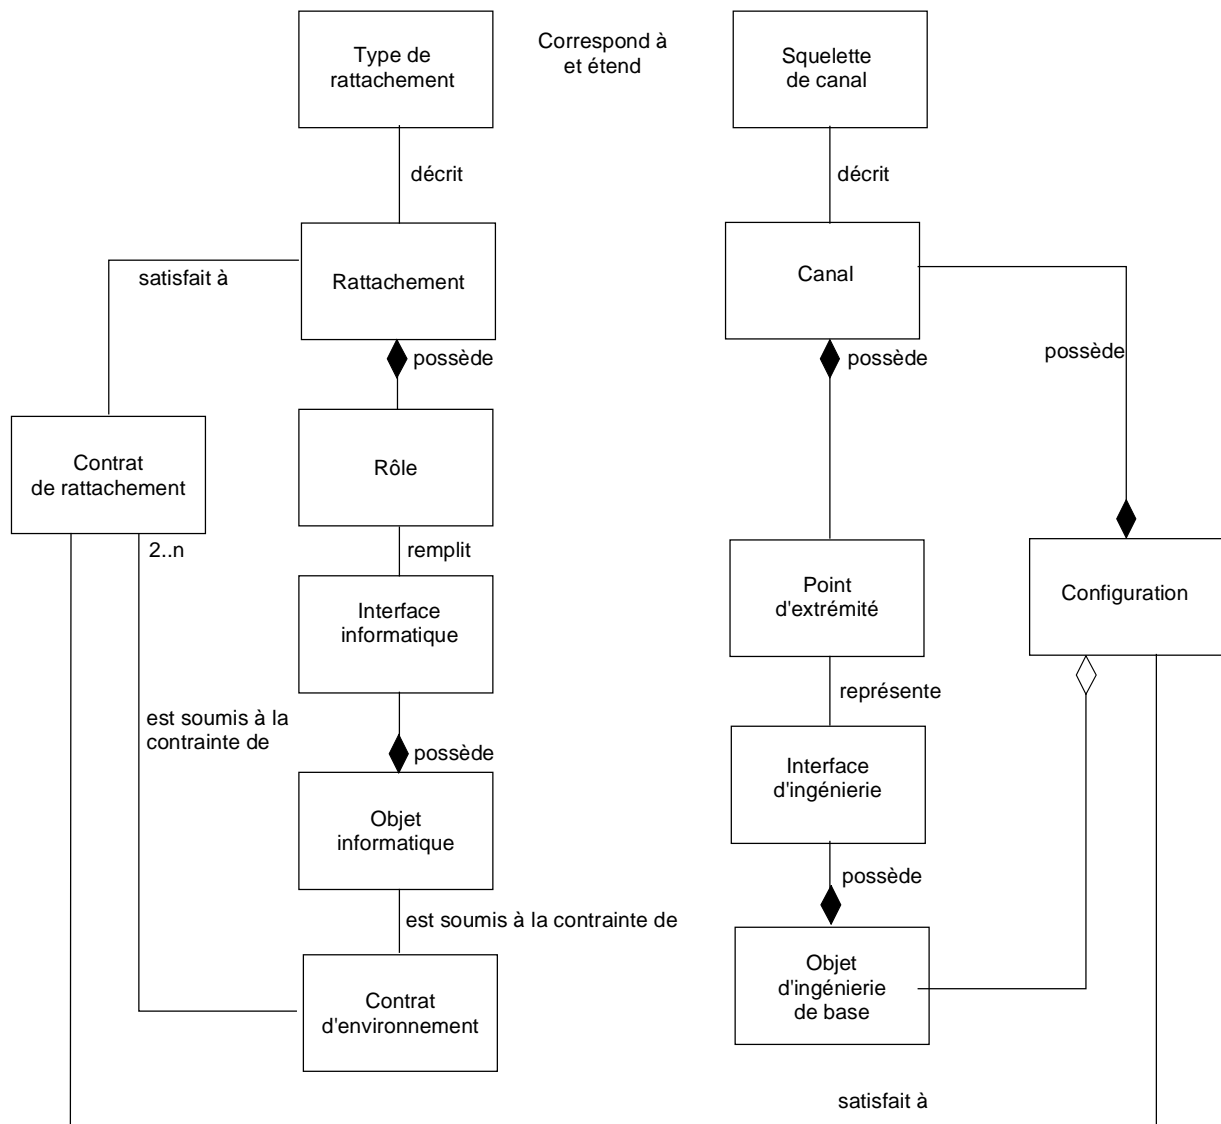 Type de
rattachement
Correspond à
et étend
Squelette
de canal
décrit
décrit
satisfait à
Rattachement
Canal
possède
possède
possède
Contrat
de rattachement
Rôle
2..n
remplit
Point
d'extrémité
Configuration
Interface
informatique
représente
est soumis à la
contrainte de
possède
Interface
d'ingénierie
Objet
informatique
possède
est soumis à la contrainte de
Objet
d'ingénierie
de base
Contrat
d'environnement
satisfait à